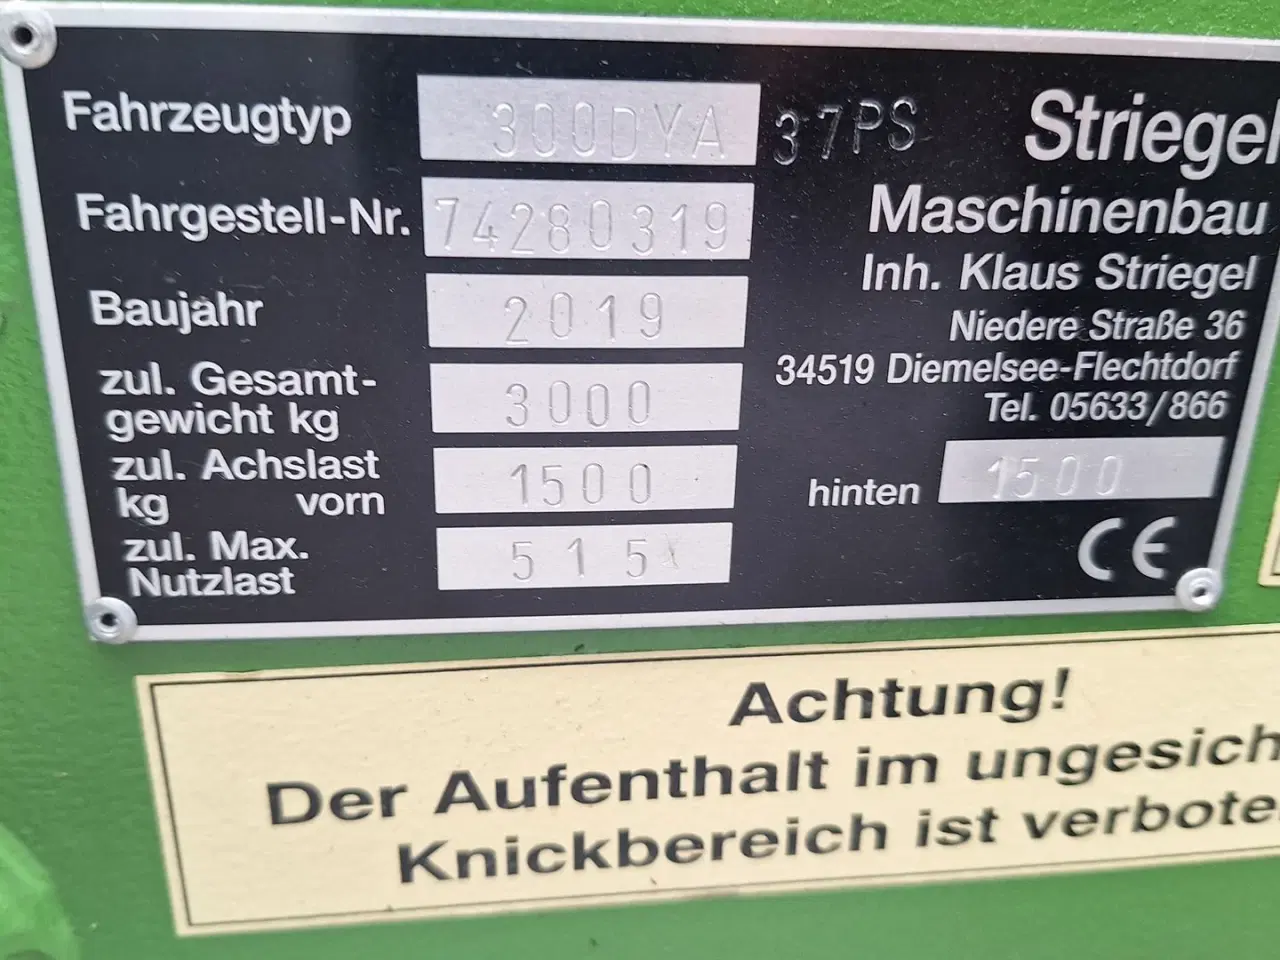 Fahrzeugtyp 300DYA 37PS
Fahrgestell-Nr. 74280319
Baujahr 2019
zul. Gesamt-
gewicht kg 3000
zul. Achslast
kg vorn 1500
hinten 1500
zul. Max.
Nutzlast 515
Striegel
Maschinenbau
Inh. Klaus Striegel
Niedere Straße 36
34519 Diemelsee-Flechtdorf
Tel. 05633/866
CE
Achtung!
Der Aufenthalt im ungesich
Knickbereich ist verbote